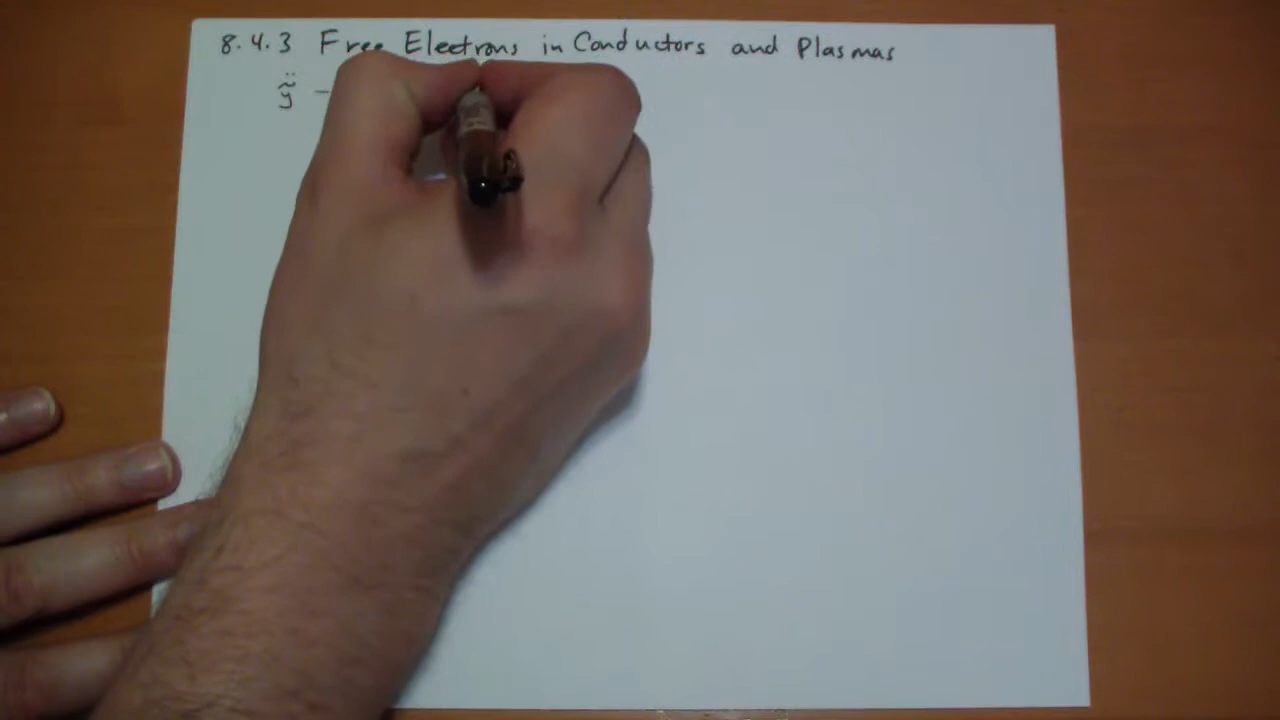 8.4.3 Free Electrons in Conductors and Plasmas
ỹ̈ -